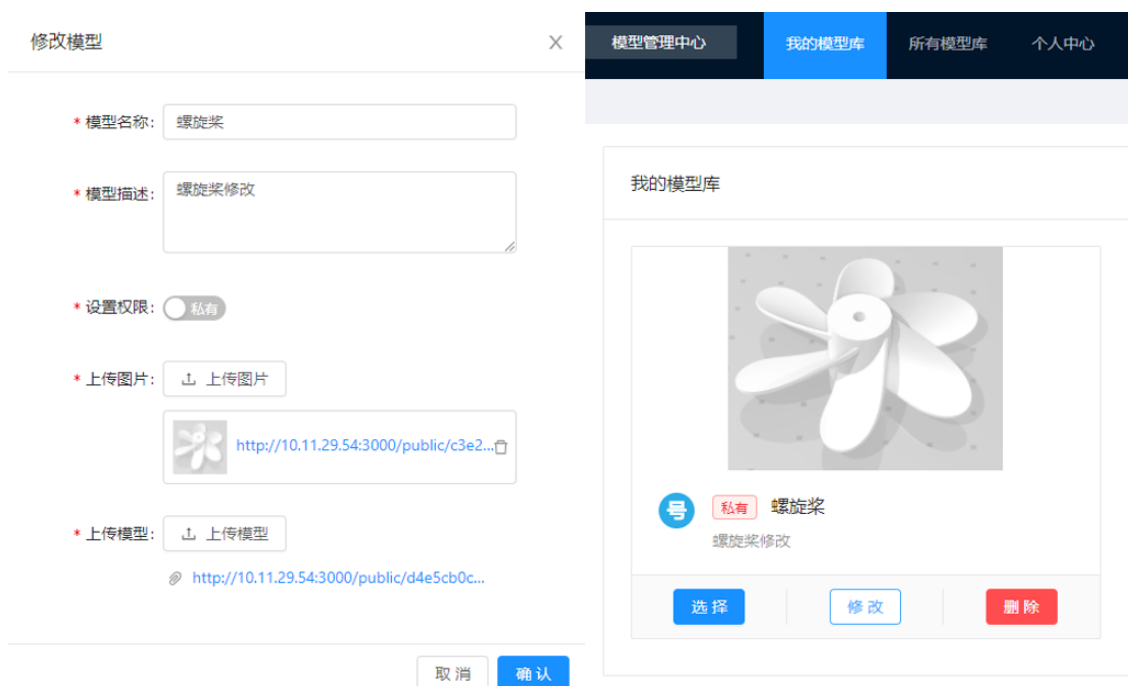 修改模型
* 模型名称: 螺旋桨
* 模型描述: 螺旋桨修改
* 设置权限: 私有
* 上传图片: 上传图片
http://10.11.29.54:3000/public/c3e2...
* 上传模型: 上传模型
http://10.11.29.54:3000/public/d4e5cb0c...
取消 确认
模型管理中心 我的模型库 所有模型库 个人中心
我的模型库
号 私有 螺旋桨
螺旋桨修改
选择 修改 删除